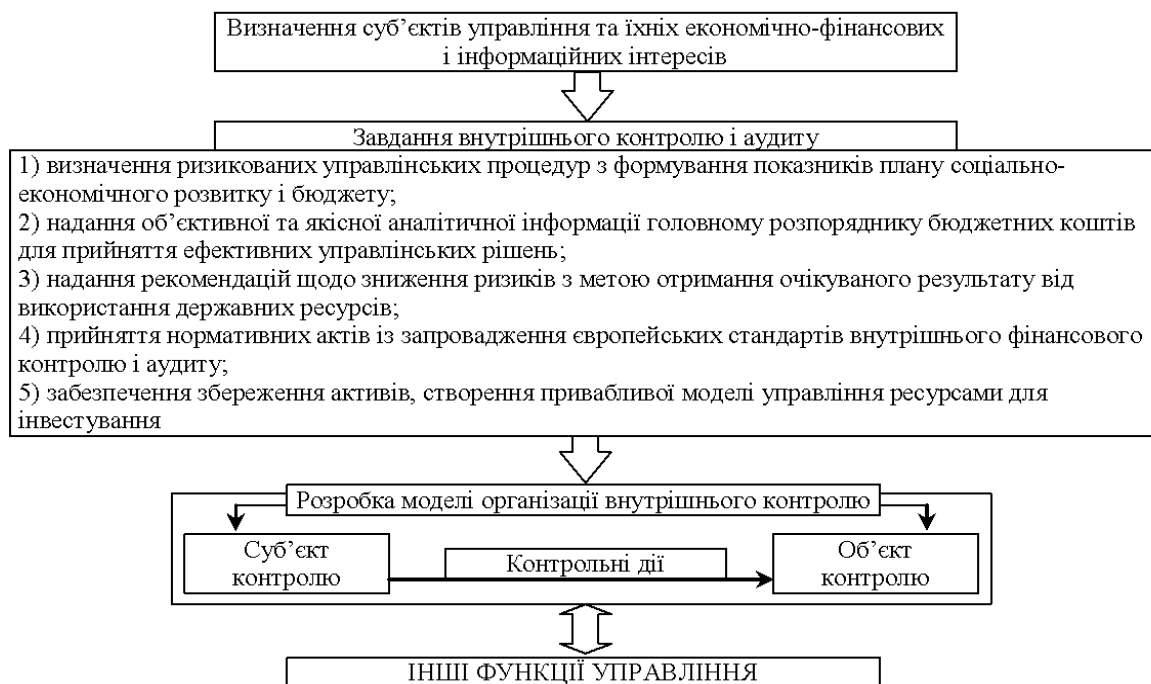 Визначення суб’єктів управління та їхніх економічно-фінансових
і інформаційних інтересів
Завдання внутрішнього контролю і аудиту
1) визначення ризикованих управлінських процедур з формування показників плану соціально-
економічного розвитку і бюджету;
2) надання об’єктивної та якісної аналітичної інформації головному розпоряднику бюджетних коштів
для прийняття ефективних управлінських рішень;
3) надання рекомендацій щодо зниження ризиків з метою отримання очікуваного результату від
використання державних ресурсів;
4) прийняття нормативних актів із запровадження європейських стандартів внутрішнього фінансового
контролю і аудиту;
5) забезпечення збереження активів, створення привабливої моделі управління ресурсами для
інвестування
Розробка моделі організації внутрішнього контролю
Суб’єкт
контролю
Контрольні дії
Об’єкт
контролю
ІНШІ ФУНКЦІЇ УПРАВЛІННЯ